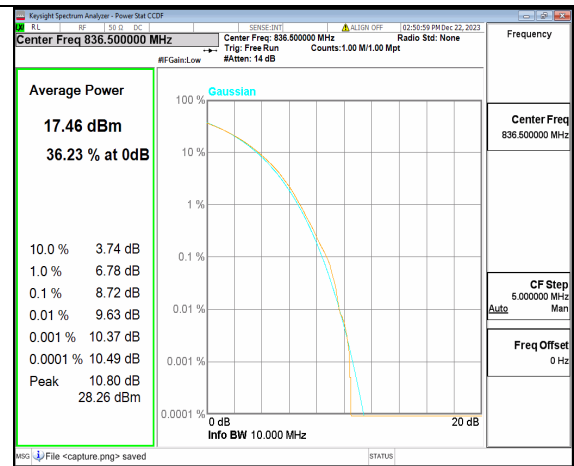 Keysight Spectrum Analyzer - Power Stat CCDF
RL RF 50 Ω DC SENSE:INT ALIGN OFF 02:50:59 PM Dec 22, 2023
Center Freq 836.500000 MHz
Center Freq: 836.500000 MHz Radio Std: None
Trig: Free Run Counts:1.00 M/1.00 Mpt
#IFGain:Low #Atten: 14 dB
Frequency
Average Power
17.46 dBm
36.23 % at 0dB
10.0 % 3.74 dB
1.0 % 6.78 dB
0.1 % 8.72 dB
0.01 % 9.63 dB
0.001 % 10.37 dB
0.0001 % 10.49 dB
Peak 10.80 dB
28.26 dBm
Gaussian
100 %
10 %
1 %
0.1 %
0.01 %
0.001 %
0.0001 %
0 dB 20 dB
Info BW 10.000 MHz
Center Freq
836.500000 MHz
CF Step
5.000000 MHz
Auto Man
Freq Offset
0 Hz
MSG File <capture.png> saved STATUS